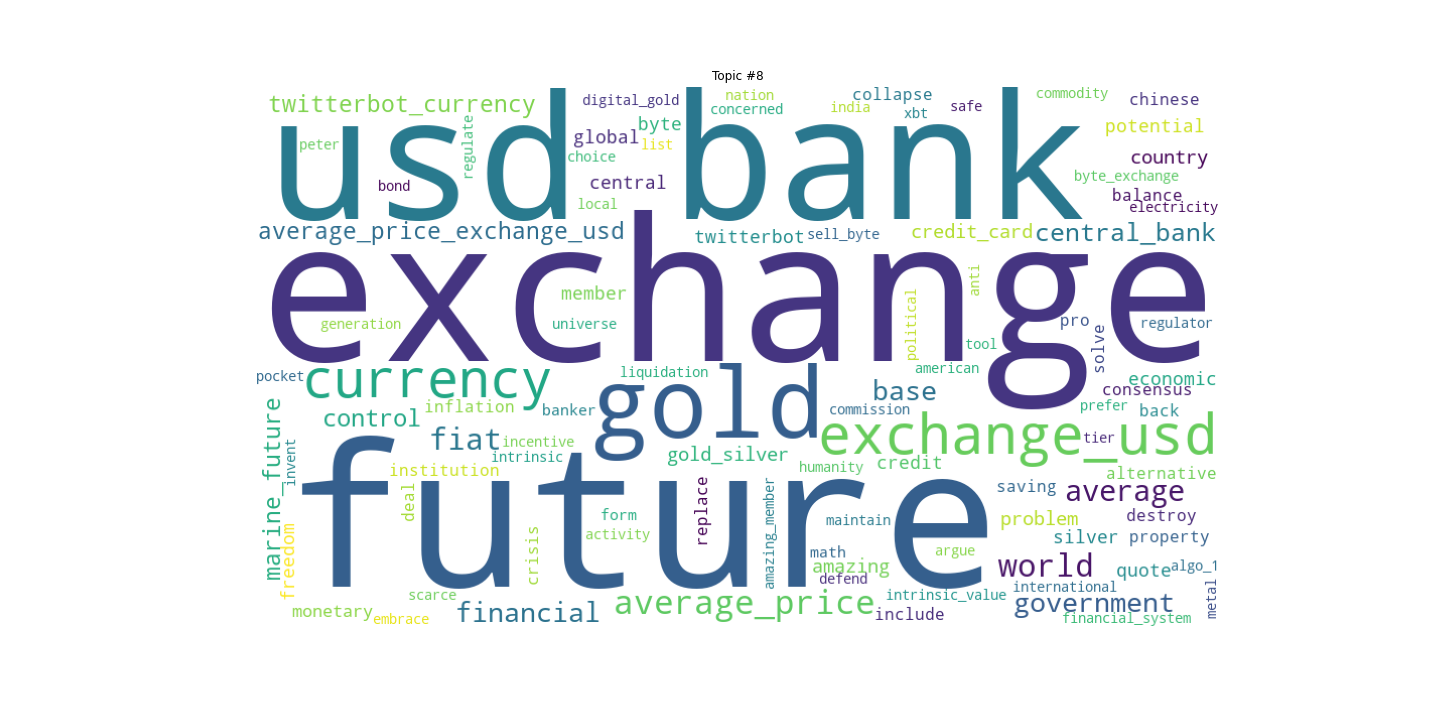 Topic #8
usd
bank
exchange
future
gold
exchange_usd
currency
twitterbot_currency
digital_gold
nation
concerned
collapse
india
xbt
safe
commodity
chinese
potential
peter
regulate
global
byte
list
choice
bond
central
local
country
byte_exchange
balance
electricity
average_price_exchange_usd
twitterbot
sell_byte
credit_card
central_bank
member
generation
universe
political
anti
pro
solve
regulator
tool
pocket
liquidation
american
base
economic
consensus
control
inflation
banker
commission
prefer
back
marine_future
invent
fiat
incentive
intrinsic
gold_silver
tier
humanity
credit
alternative
institution
deal
saving
average
form
replace
amazing_member
maintain
problem
destroy
freedom
crisis
activity
math
argue
silver
property
amazing
defend
world
quote
algo_1
scarce
intrinsic_value
international
metal
monetary
embrace
financial
average_price
include
government
financial_system